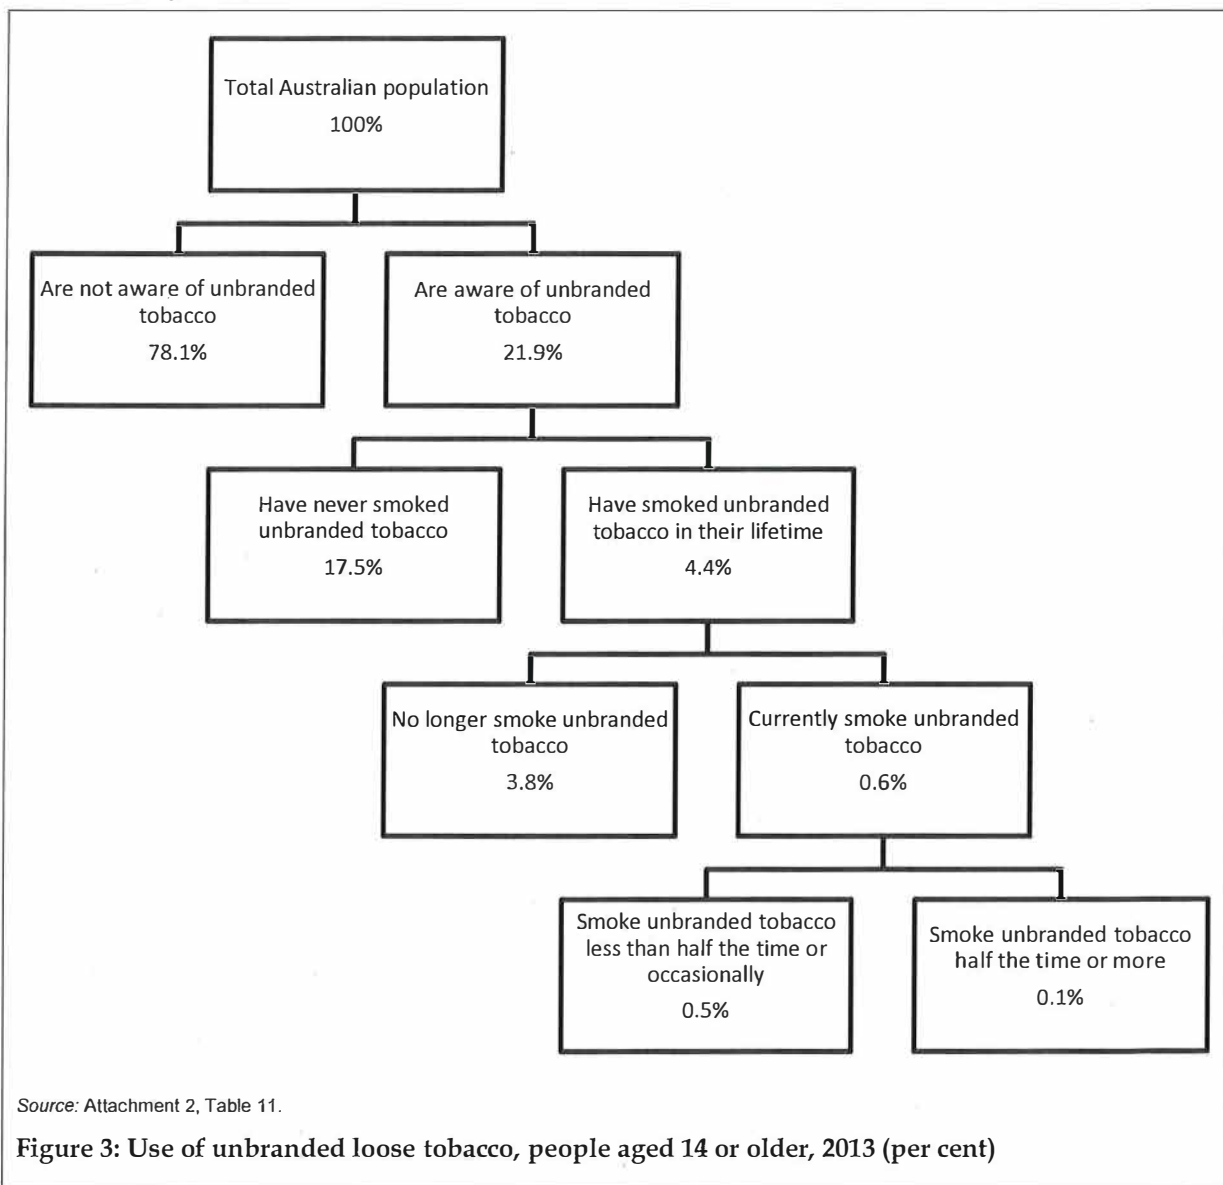 Total Australian population
100%
Are not aware of unbranded
tobacco
78.1%
Are aware of unbranded
tobacco
21.9%
Have never smoked
unbranded tobacco
17.5%
Have smoked unbranded
tobacco in their lifetime
4.4%
No longer smoke unbranded
tobacco
3.8%
Currently smoke unbranded
tobacco
0.6%
Smoke unbranded tobacco
less than half the time or
occasionally
0.5%
Smoke unbranded tobacco
half the time or more
0.1%
Source: Attachment 2, Table 11.
Figure 3: Use of unbranded loose tobacco, people aged 14 or older, 2013 (per cent)